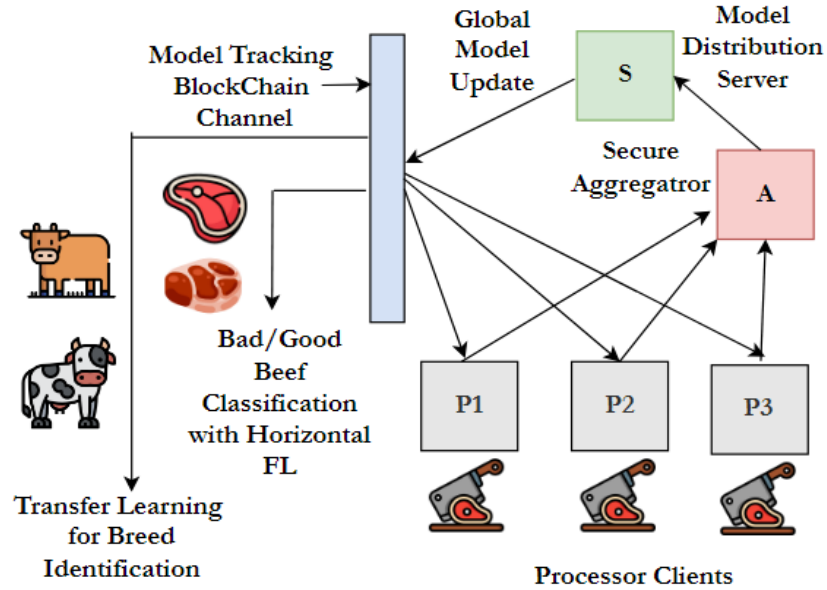 Model Tracking
BlockChain
Channel
Global
Model
Update
S
Model
Distribution
Server
Secure
Aggregatror
A
Bad/Good
Beef
Classification
with Horizontal
FL
P1
P2
P3
Transfer Learning
for Breed
Identification
Processor Clients